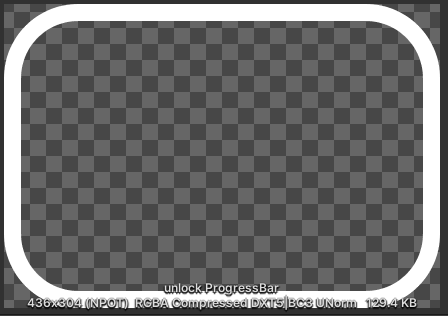 unlock.ProgressBar
436x304 (NPOT)  RGBA Compressed DXT5|BC3 UNorm   129.4 KB